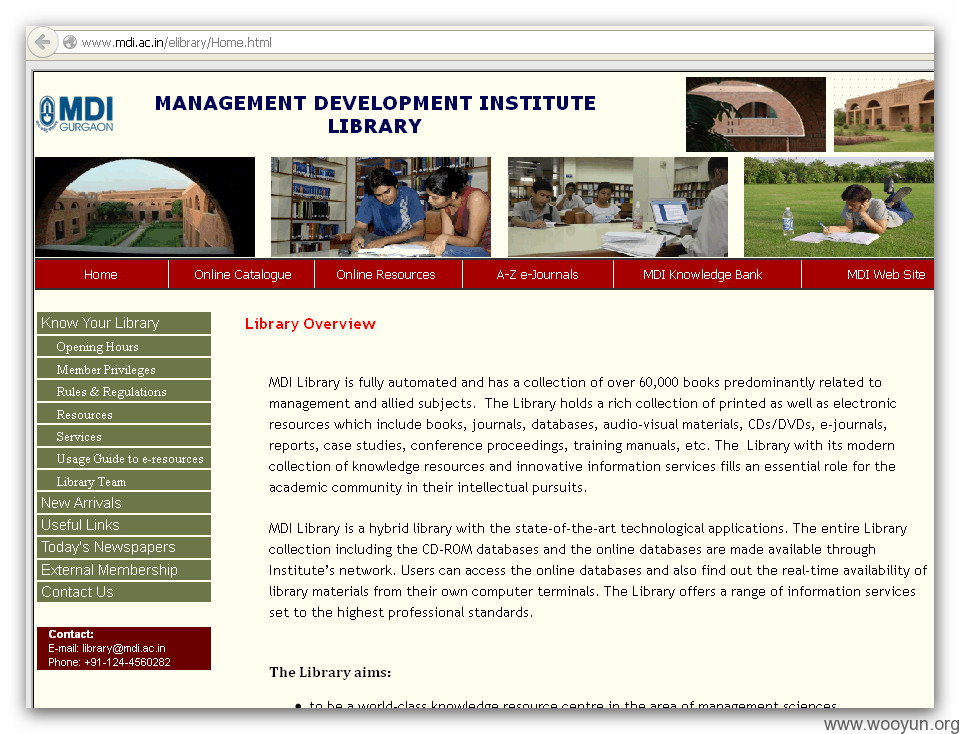 www.mdi.ac.in/elibrary/Home.html
MDI
GURGAON
MANAGEMENT DEVELOPMENT INSTITUTE
LIBRARY
Home Online Catalogue Online Resources A-Z e-Journals MDI Knowledge Bank MDI Web Site
Know Your Library
Opening Hours
Member Privileges
Rules & Regulations
Resources
Services
Usage Guide to e-resources
Library Team
New Arrivals
Useful Links
Today's Newspapers
External Membership
Contact Us
Contact:
E-mail: library@mdi.ac.in
Phone: +91-124-4560282
Library Overview
MDI Library is fully automated and has a collection of over 60,000 books predominantly related to
management and allied subjects. The Library holds a rich collection of printed as well as electronic
resources which include books, journals, databases, audio-visual materials, CDs/DVDs, e-journals,
reports, case studies, conference proceedings, training manuals, etc. The Library with its modern
collection of knowledge resources and innovative information services fills an essential role for the
academic community in their intellectual pursuits.
MDI Library is a hybrid library with the state-of-the-art technological applications. The entire Library
collection including the CD-ROM databases and the online databases are made available through
Institute's network. Users can access the online databases and also find out the real-time availability of
library materials from their own computer terminals. The Library offers a range of information services
set to the highest professional standards.
The Library aims:
• to be a world-class knowledge resource centre in the area of management sciences
www.wooyun.org